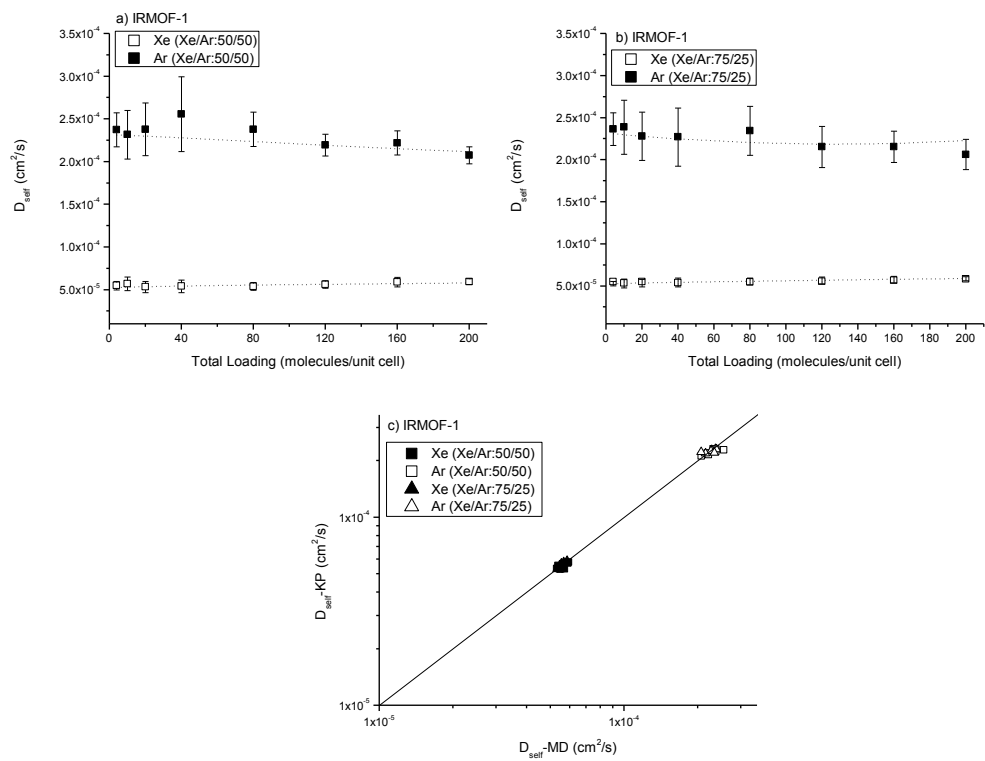 a) IRMOF-1
Xe (Xe/Ar:50/50)
Ar (Xe/Ar:50/50)
3.5x10⁻⁴
3.0x10⁻⁴
2.5x10⁻⁴
2.0x10⁻⁴
1.5x10⁻⁴
1.0x10⁻⁴
5.0x10⁻⁵
D_self (cm²/s)
0 40 80 120 160 200
Total Loading (molecules/unit cell)
b) IRMOF-1
Xe (Xe/Ar:75/25)
Ar (Xe/Ar:75/25)
3.5x10⁻⁴
3.0x10⁻⁴
2.5x10⁻⁴
2.0x10⁻⁴
1.5x10⁻⁴
1.0x10⁻⁴
5.0x10⁻⁵
D_self (cm²/s)
0 20 40 60 80 100 120 140 160 180 200
Total Loading (molecules/unit cell)
c) IRMOF-1
Xe (Xe/Ar:50/50)
Ar (Xe/Ar:50/50)
Xe (Xe/Ar:75/25)
Ar (Xe/Ar:75/25)
1x10⁻⁴
1x10⁻⁵
D_self-KP (cm²/s)
1x10⁻⁵ 1x10⁻⁴
D_self-MD (cm²/s)